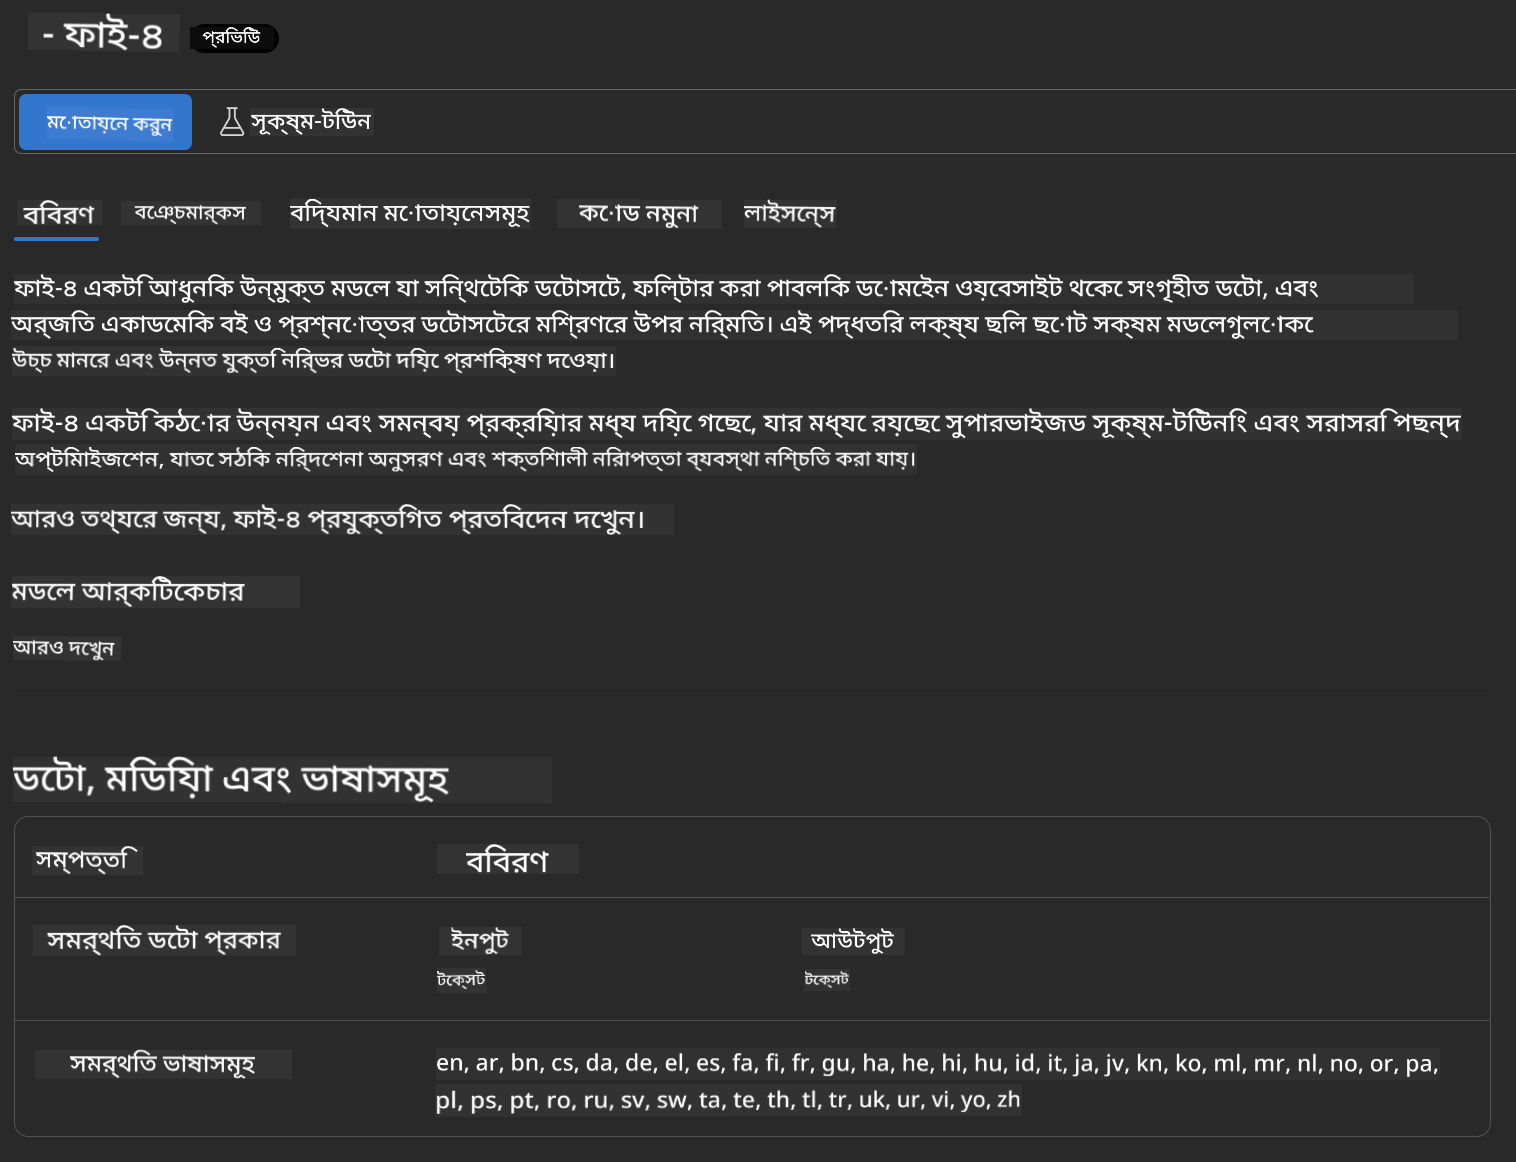 - ফাই-৪ প্রিভিউ
মোতায়েন করুন সূক্ষ্ম-টিউন
বিবরণ বেঞ্চমার্কস বিদ্যমান মোতায়েনসমূহ কোড নমুনা লাইসেন্স
ফাই-৪ একটি আধুনিক উন্মুক্ত মডেল যা সিন্থেটিক ডেটাসেট, ফিল্টার করা পাবলিক ডোমেইন ওয়েবসাইট থেকে সংগৃহীত ডেটা, এবং
অর্জিত একাডেমিক বই ও প্রশ্নোত্তর ডেটাসেটের মিশ্রণের উপর নির্মিত। এই পদ্ধতির লক্ষ্য ছিল ছোট সক্ষম মডেলগুলোকে
উচ্চ মানের এবং উন্নত যুক্তি নির্ভর ডেটা দিয়ে প্রশিক্ষণ দেওয়া।
ফাই-৪ একটি কঠোর উন্নয়ন এবং সমন্বয় প্রক্রিয়ার মধ্য দিয়ে গেছে, যার মধ্যে রয়েছে সুপারভাইজড সূক্ষ্ম-টিউনিং এবং সরাসরি পছন্দ
অপ্টিমাইজেশন, যাতে সঠিক নির্দেশনা অনুসরণ এবং শক্তিশালী নিরাপত্তা ব্যবস্থা নিশ্চিত করা যায়।
আরও তথ্যের জন্য, ফাই-৪ প্রযুক্তিগত প্রতিবেদন দেখুন।
মডেল আর্কিটেকচার
আরও দেখুন
ডেটা, মিডিয়া এবং ভাষাসমূহ
সম্পত্তি বিবরণ
সমর্থিত ডেটা প্রকার ইনপুট আউটপুট
টেক্সট টেক্সট
সমর্থিত ভাষাসমূহ en, ar, bn, cs, da, de, el, es, fa, fi, fr, gu, ha, he, hi, hu, id, it, ja, jv, kn, ko, ml, mr, nl, no, or, pa,
pl, ps, pt, ro, ru, sv, sw, ta, te, th, tl, tr, uk, ur, vi, yo, zh